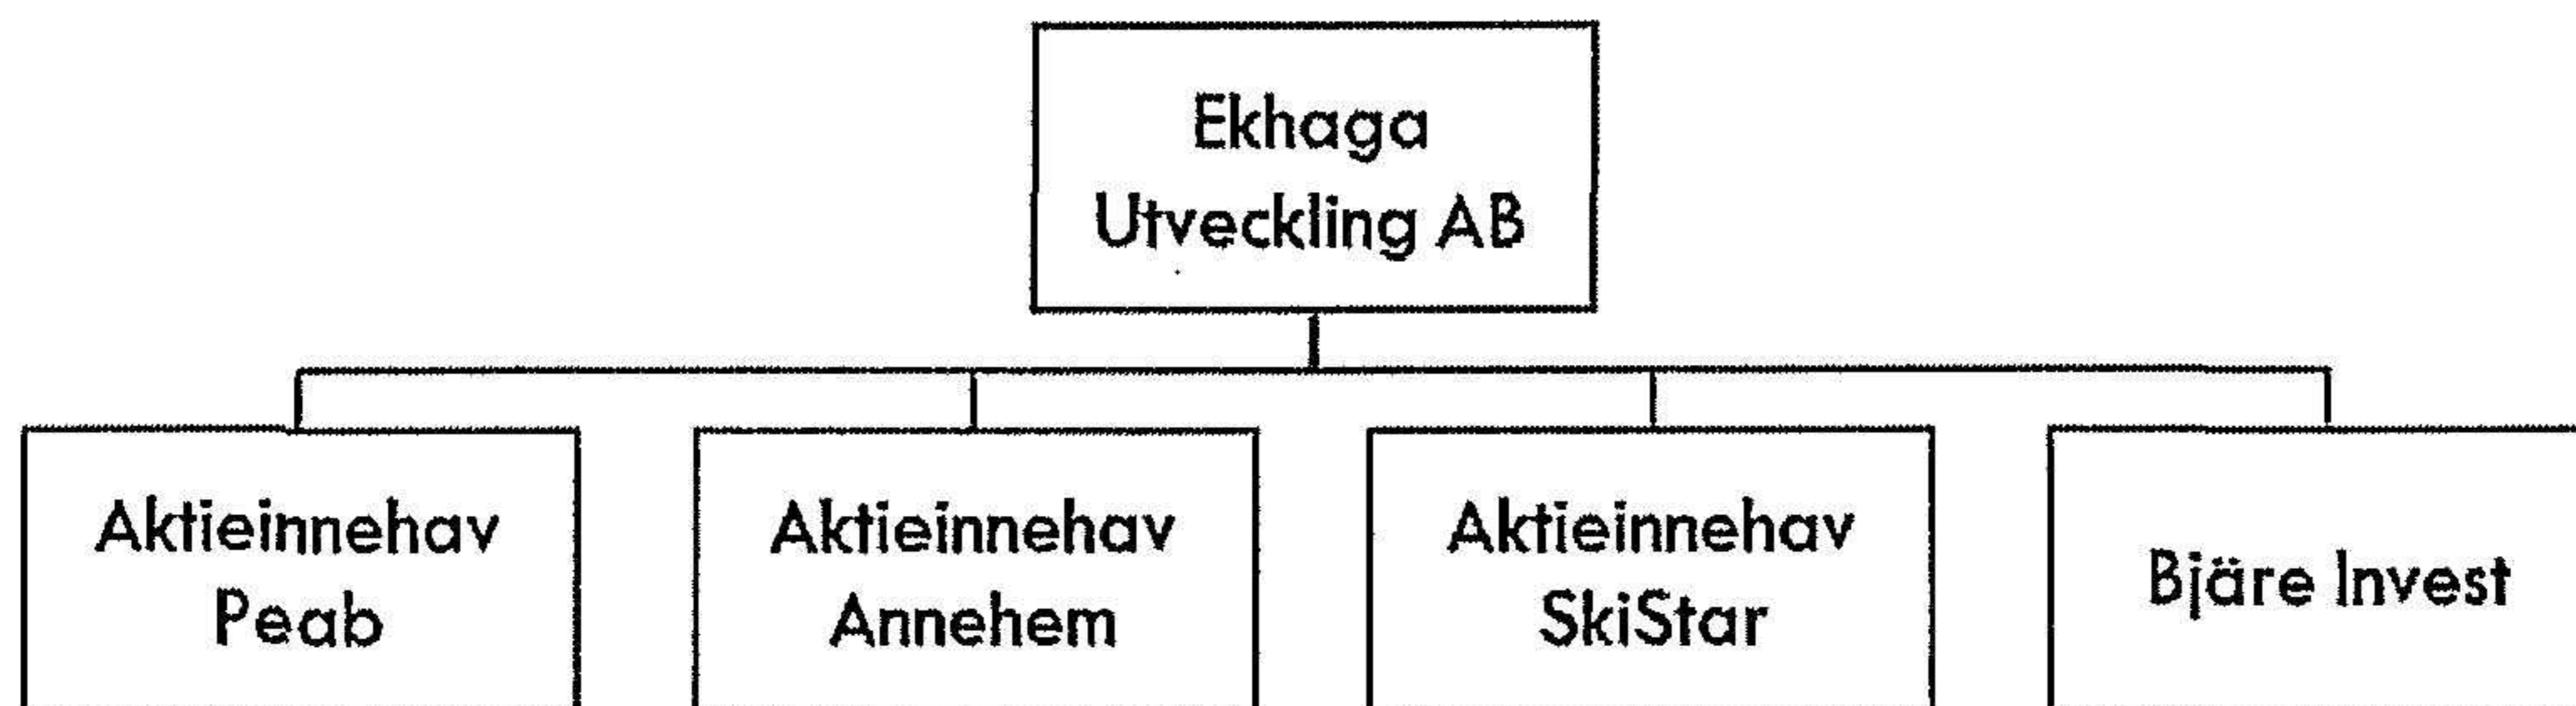 Ekhaga
Utveckling AB
Aktieinnehav
Peab
Aktieinnehav
Annehem
Aktieinnehav
SkiStar
Bjäre Invest